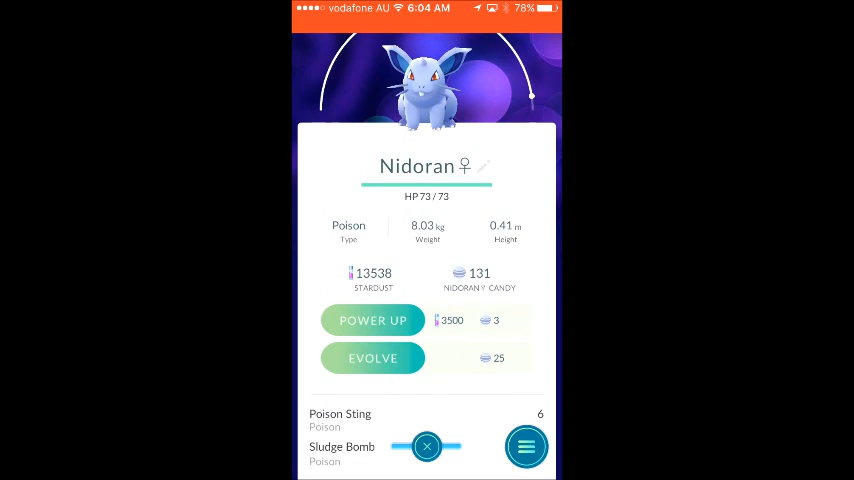 vodafone AU 6:04 AM 78%
Nidoran♀
HP 73 / 73
Poison 8.03 kg 0.41 m
Type Weight Height
13538 131
STARDUST NIDORAN♀ CANDY
POWER UP 3500 3
EVOLVE 25
Poison Sting 6
Poison
Sludge Bomb
Poison